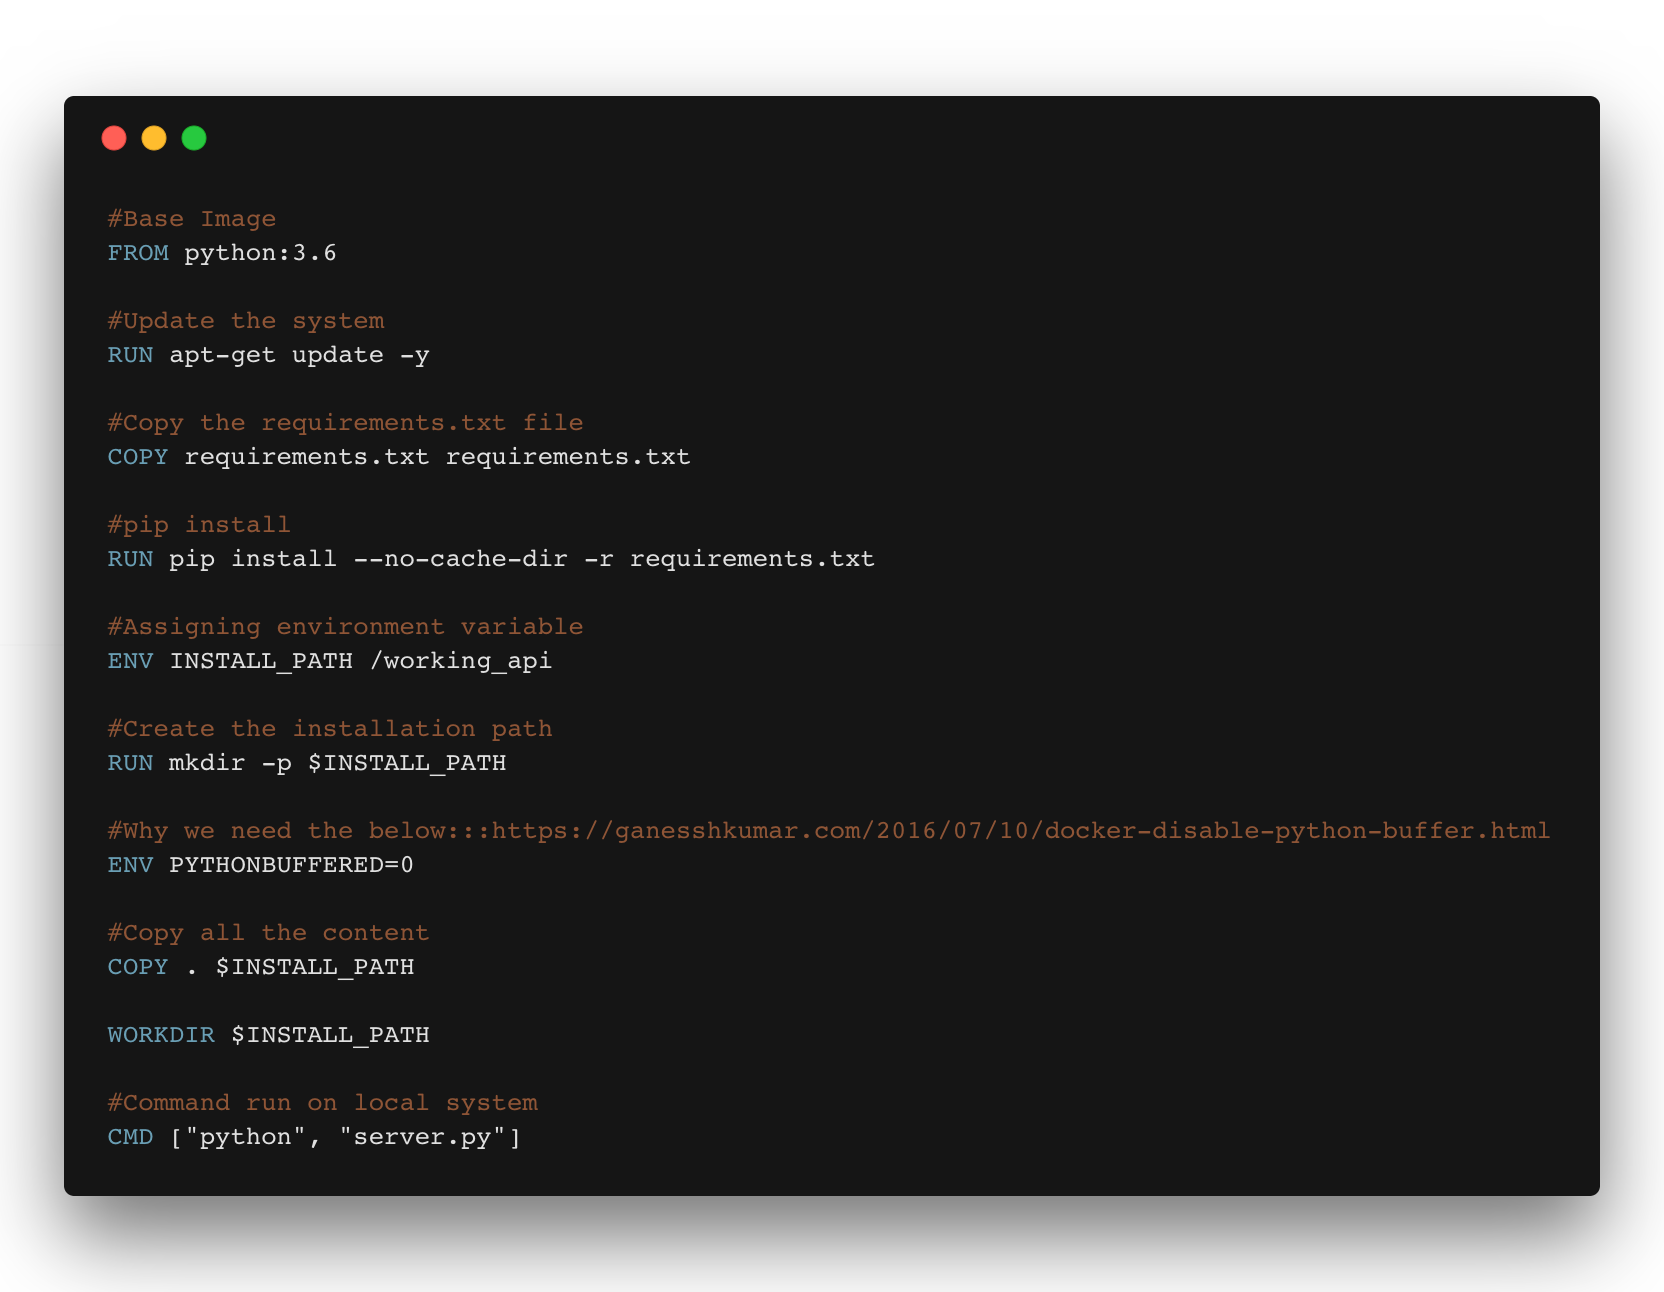 #Base Image
FROM python:3.6
#Update the system
RUN apt-get update -y
#Copy the requirements.txt file
COPY requirements.txt requirements.txt
#pip install
RUN pip install --no-cache-dir -r requirements.txt
#Assigning environment variable
ENV INSTALL_PATH /working_api
#Create the installation path
RUN mkdir -p $INSTALL_PATH
#Why we need the below:::https://ganesshkumar.com/2016/07/10/docker-disable-python-buffer.html
ENV PYTHONBUFFERED=0
#Copy all the content
COPY . $INSTALL_PATH
WORKDIR $INSTALL_PATH
#Command run on local system
CMD ["python", "server.py"]